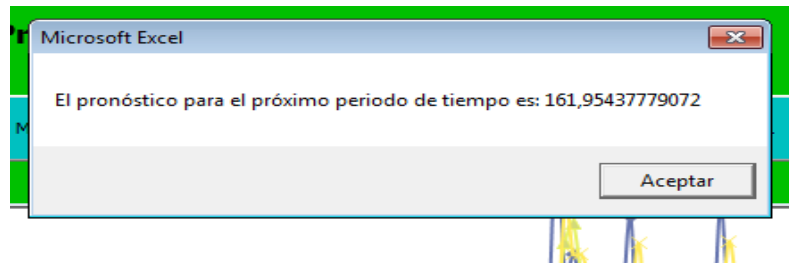 Microsoft Excel
El pronóstico para el próximo periodo de tiempo es: 161,95437779072
Aceptar